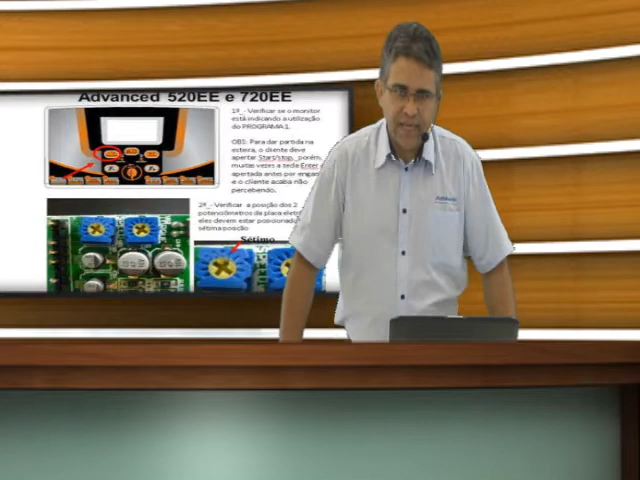 Advanced 520EE e 720EE
1º_- Verificar se o monitor
está indicando a utilização
do PROGRAMA 1.
OBS: Para dar partida na
esteira, o cliente deve
apertar Start/stop, porém,
muitas vezes a tecla Enter é
apertada antes por engano
e o cliente acaba não
percebendo.
2º_- Verificar a posição dos 2
potenciômetros da placa
eles devem estar
sétima posição
Sétimo